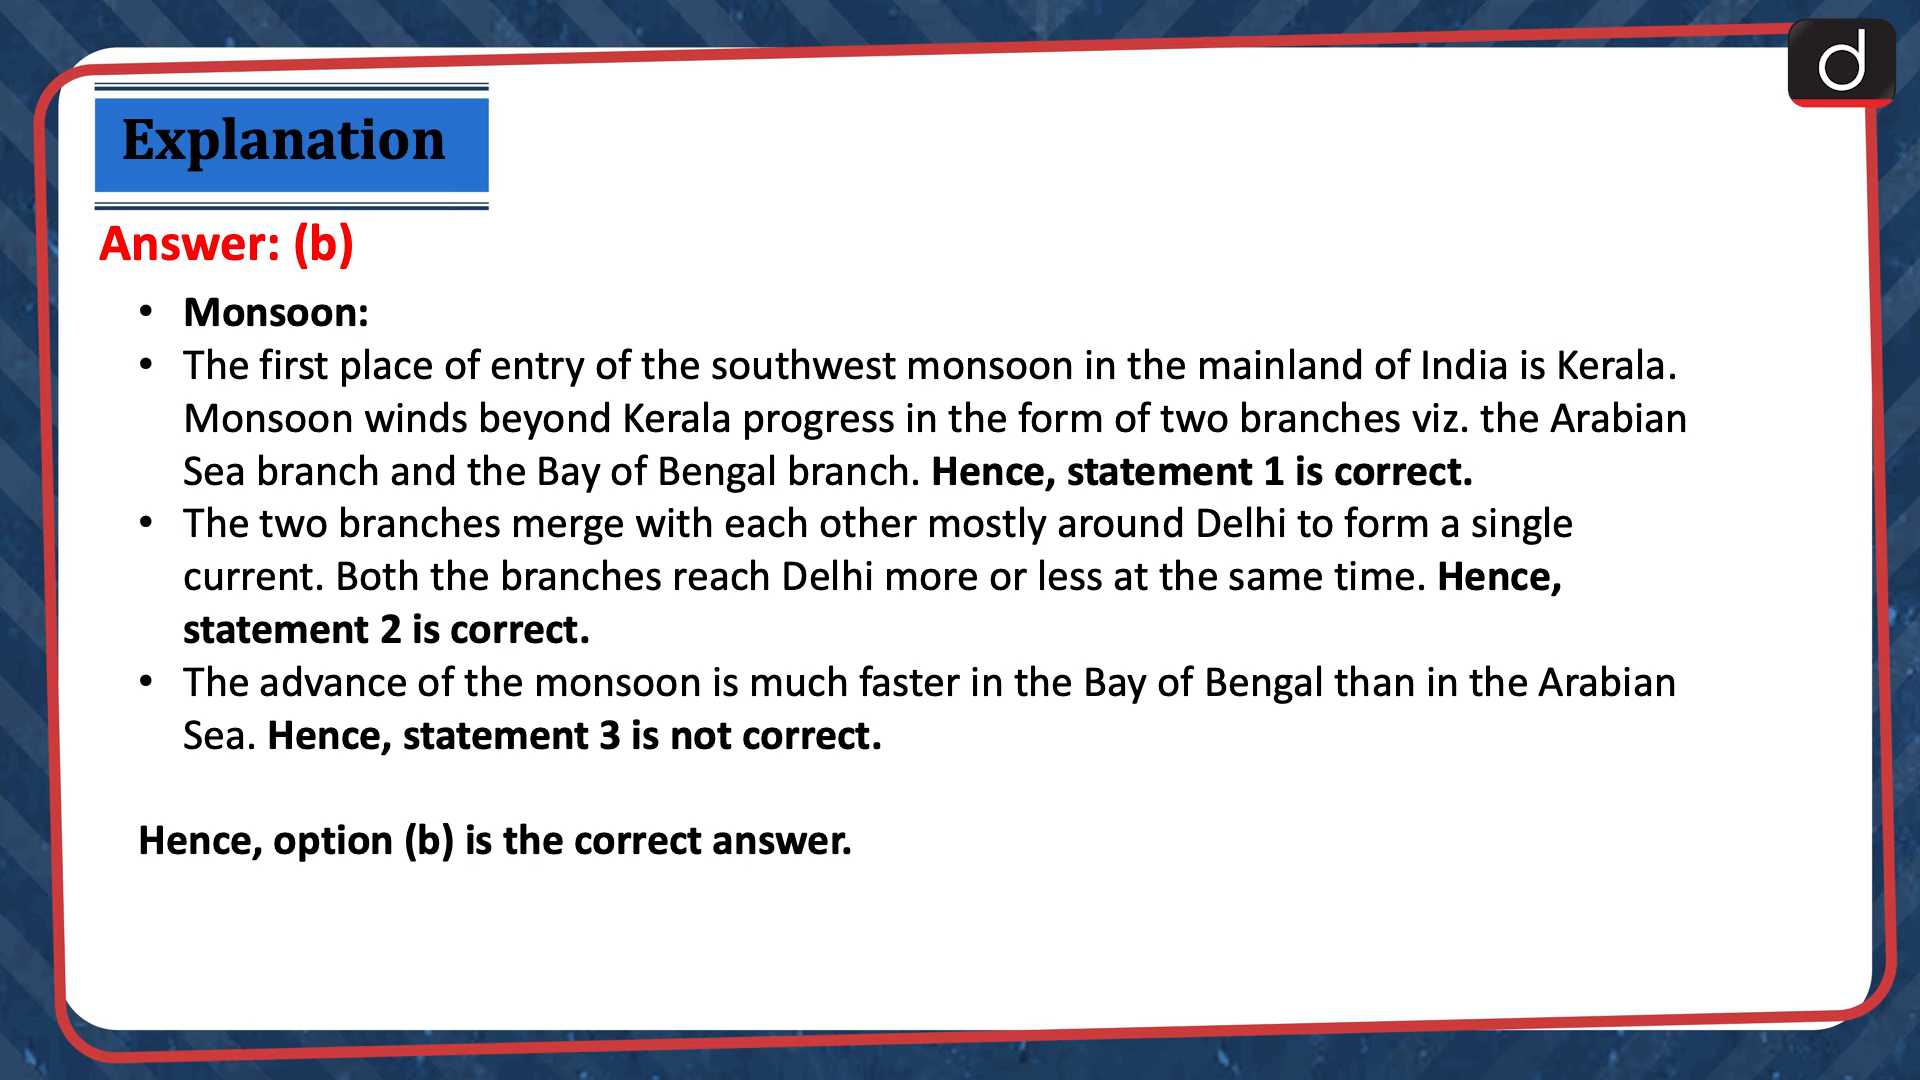 d
Explanation
Answer: (b)
• Monsoon:
• The first place of entry of the southwest monsoon in the mainland of India is Kerala.
Monsoon winds beyond Kerala progress in the form of two branches viz. the Arabian
Sea branch and the Bay of Bengal branch. Hence, statement 1 is correct.
• The two branches merge with each other mostly around Delhi to form a single
current. Both the branches reach Delhi more or less at the same time. Hence,
statement 2 is correct.
• The advance of the monsoon is much faster in the Bay of Bengal than in the Arabian
Sea. Hence, statement 3 is not correct.
Hence, option (b) is the correct answer.